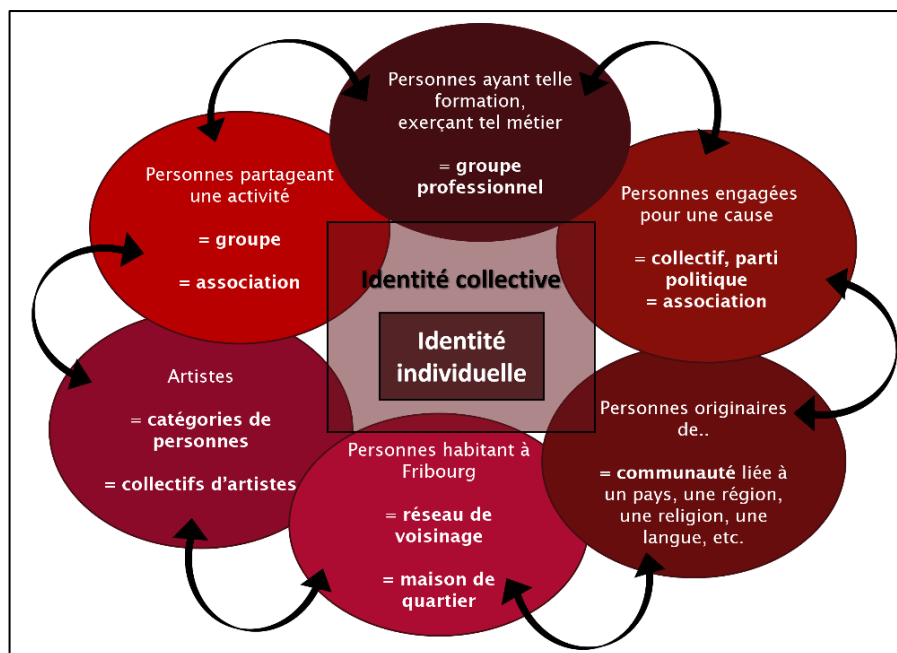 Personnes ayant telle
formation,
exerçant tel métier
= groupe
professionnel
Personnes partageant
une activité
= groupe
= association
Personnes engagées
pour une cause
= collectif, parti
politique
= association
Identité collective
Identité
individuelle
Artistes
= catégories de
personnes
= collectifs d'artistes
Personnes habitant à
Fribourg
= réseau de
voisinage
= maison de
quartier
Personnes originaires
de..
= communauté liée à
un pays, une région,
une religion, une
langue, etc.